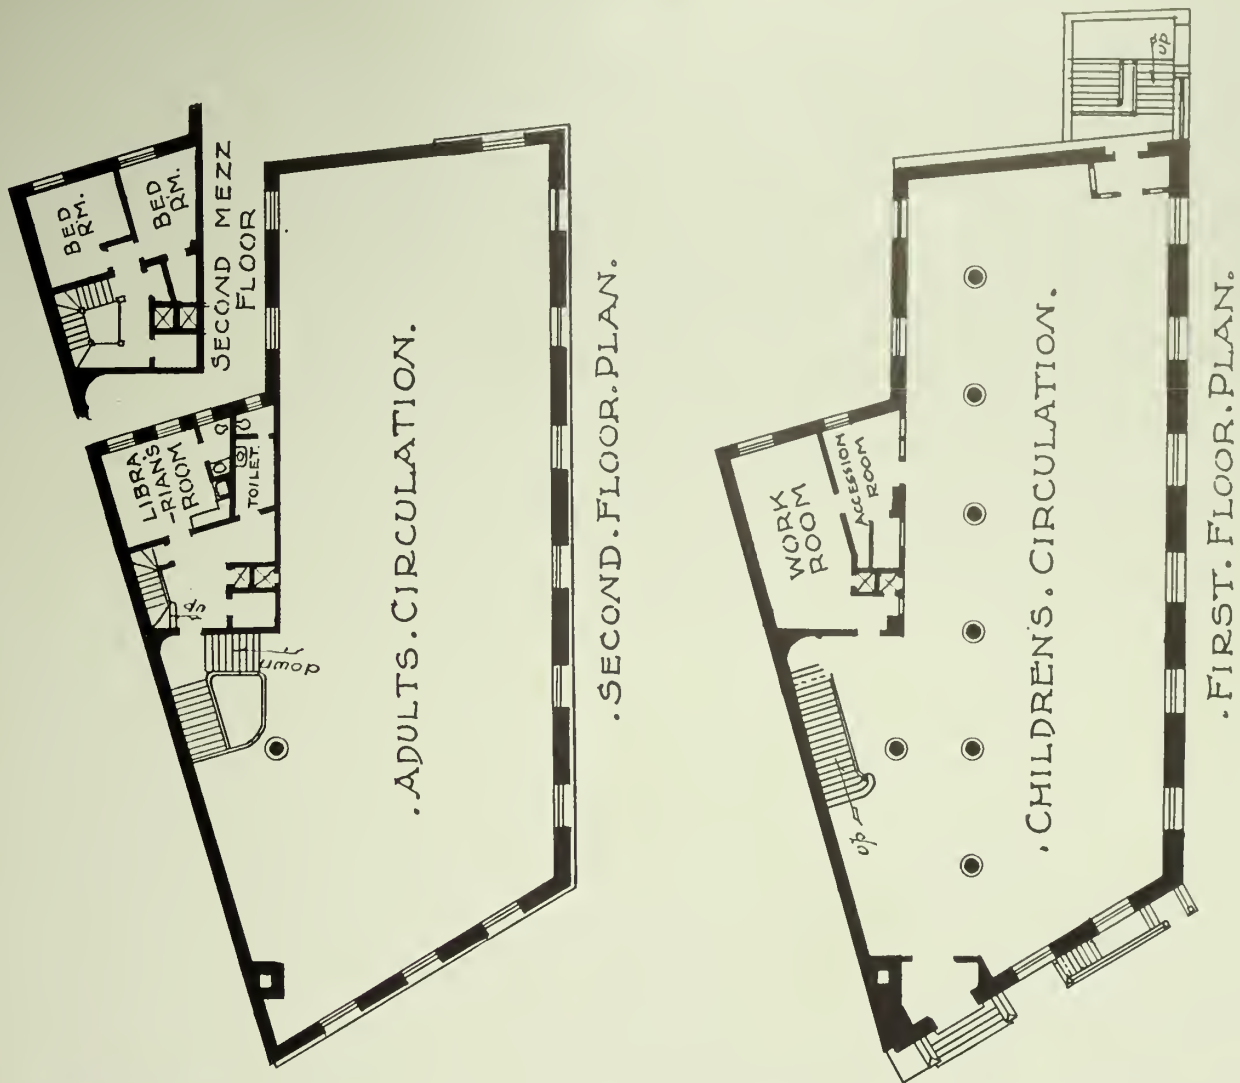 BED
RM.
BED
RM.
SECOND MEZZ
FLOOR
LIBRA-
-RIAN'S
ROOM
TOILET.
up
down
.ADULTS.CIRCULATION.
.SECOND.FLOOR.PLAN.
up
WORK
ROOM
ACCESSION
ROOM
up
.CHILDREN'S.CIRCULATION.
.FIRST.FLOOR.PLAN.